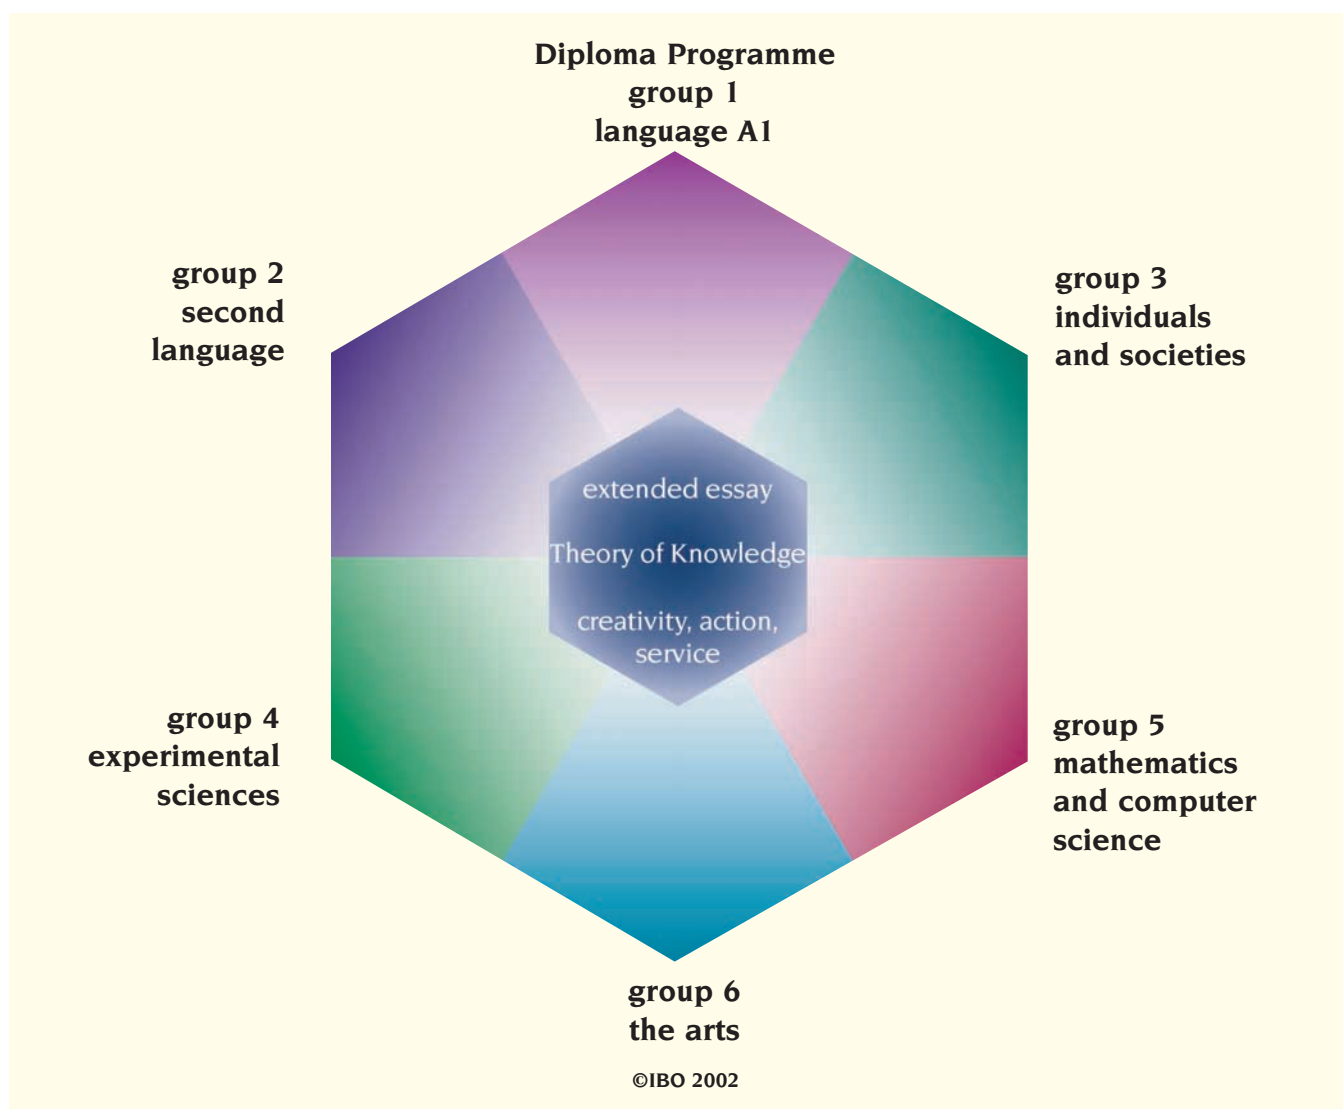 Diploma Programme
group 1
language A1
group 2
second
language
group 3
individuals
and societies
extended essay
Theory of Knowledge
creativity, action,
service
group 4
experimental
sciences
group 5
mathematics
and computer
science
group 6
the arts
©IBO 2002